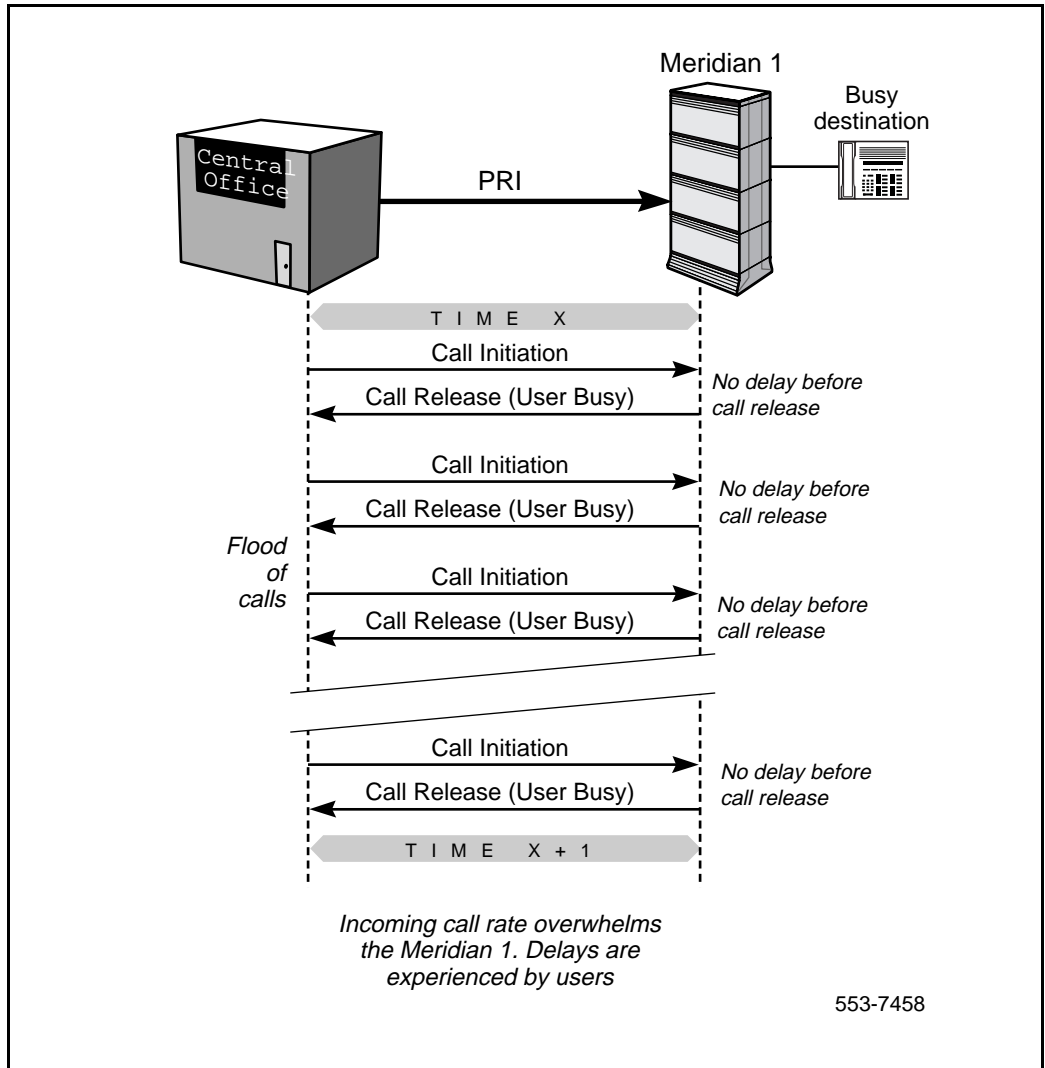 Meridian 1
Busy
destination
Central
Office
PRI
TIME X
Call Initiation
Call Release (User Busy)
No delay before
call release
Call Initiation
Call Release (User Busy)
No delay before
call release
Flood
of
calls
Call Initiation
Call Release (User Busy)
No delay before
call release
Call Initiation
Call Release (User Busy)
No delay before
call release
TIME X + 1
Incoming call rate overwhelms
the Meridian 1. Delays are
experienced by users
553-7458